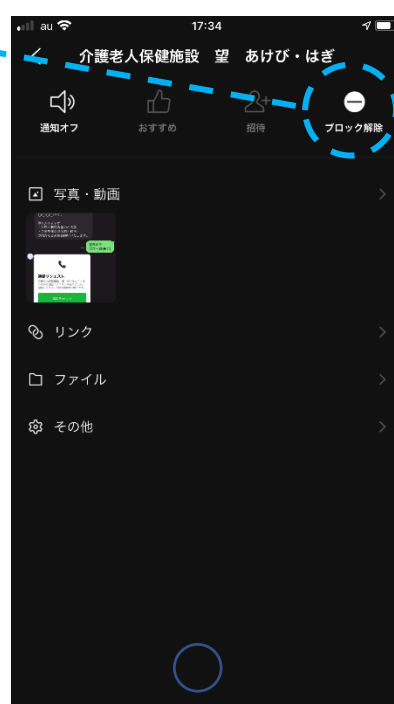 au 17:34
介護老人保健施設 望 あけび・はぎ
通知オフ おすすめ 招待 ブロック解除
写真・動画
リンク
ファイル
その他